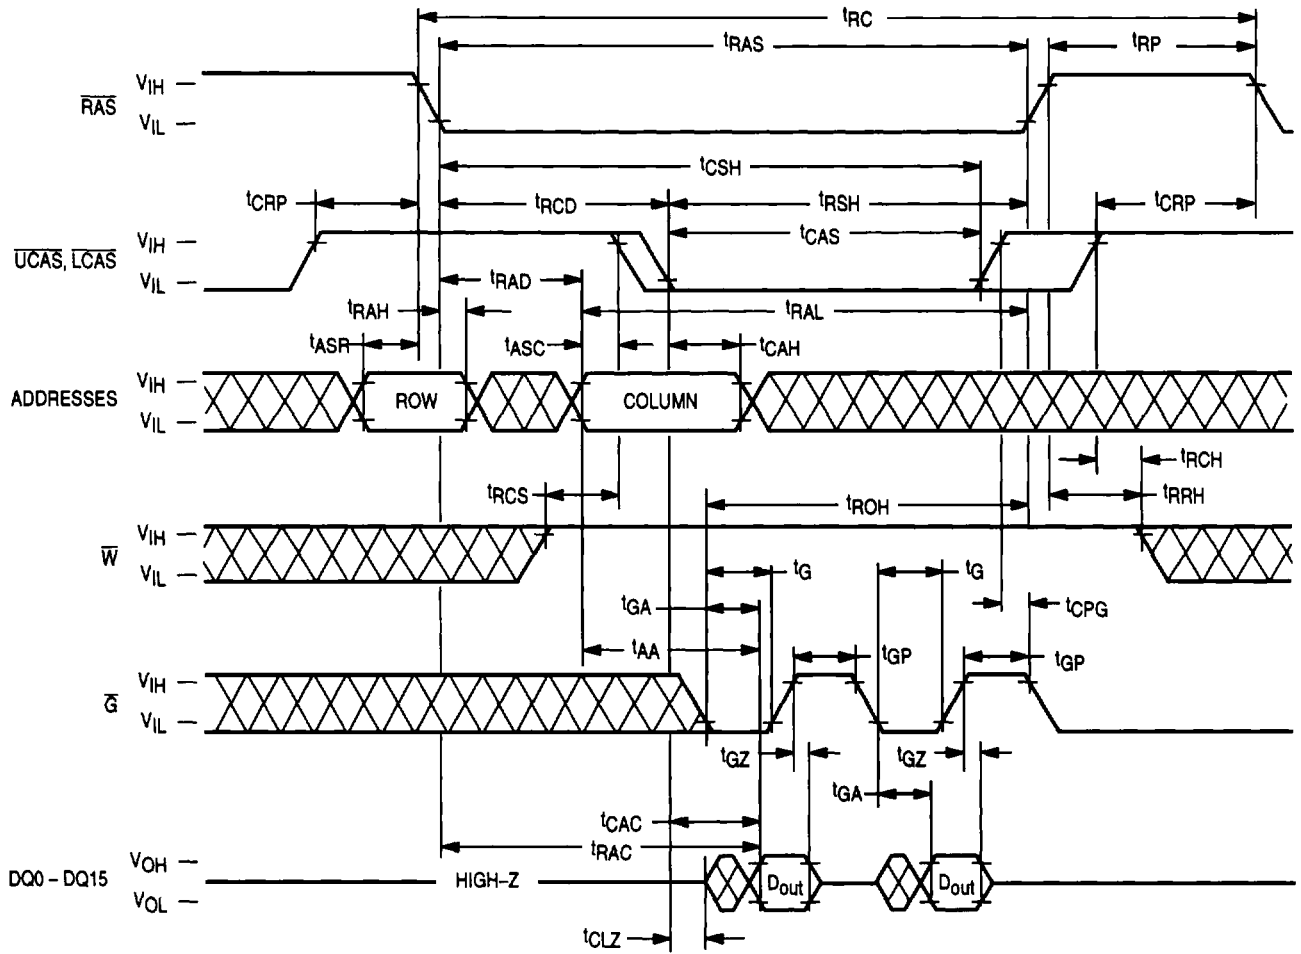 tRC
tRAS tRP
VIH
RAS
VIL
tCSH
tCRP tRCD tRSH tCRP
VIH tCAS
UCAS, LCAS
VIL tRAD
tRAH tRAL
tASR tASC tCAH
VIH
ADDRESSES ROW COLUMN
VIL
tRCH
tRCS tROH tRRH
VIH
W
VIL tG tG
tGA tCPG
tAA tGP tGP
VIH
G
VIL
tGZ tGZ
tGA
tCAC
tRAC
VOH
DQ0 – DQ15 HIGH–Z Dout Dout
VOL
tCLZ